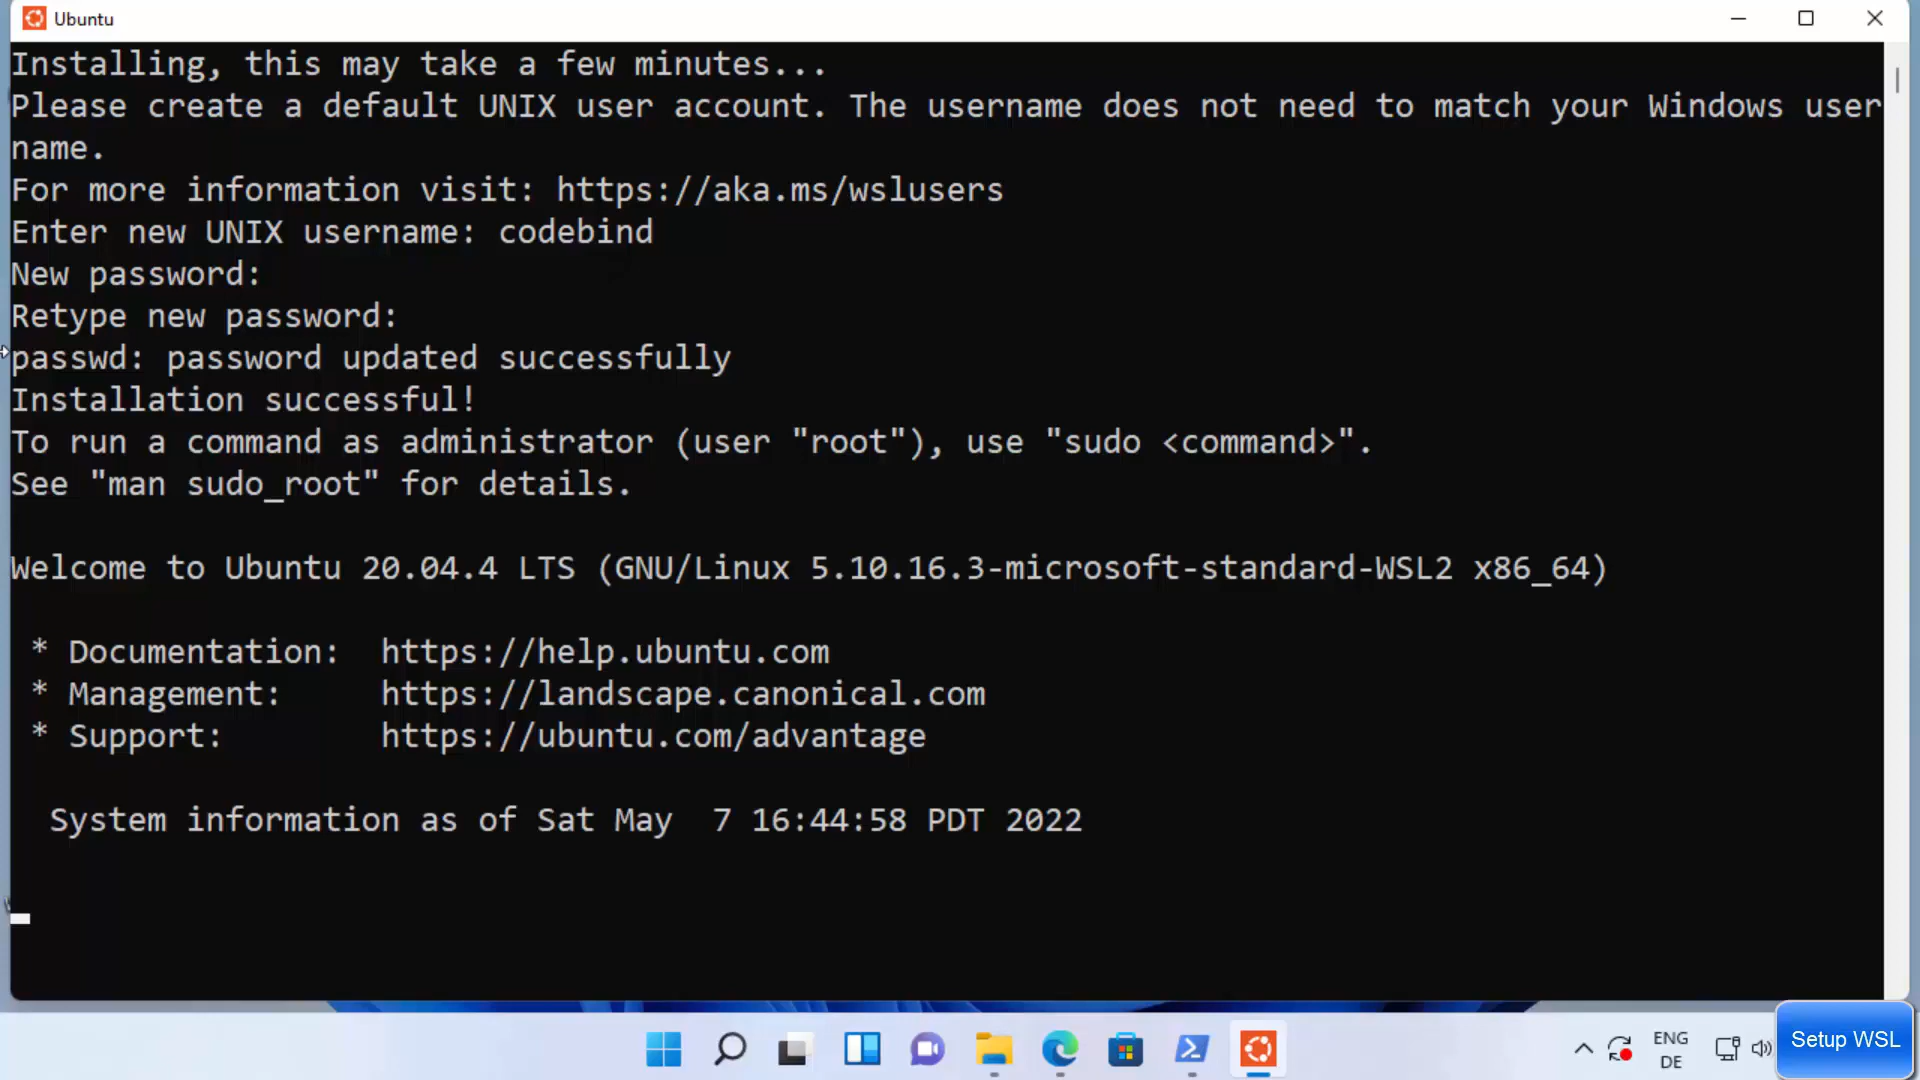 Ubuntu
Installing, this may take a few minutes...
Please create a default UNIX user account. The username does not need to match your Windows user
name.
For more information visit: https://aka.ms/wslusers
Enter new UNIX username: codebind
New password:
Retype new password:
passwd: password updated successfully
Installation successful!
To run a command as administrator (user "root"), use "sudo <command>".
See "man sudo_root" for details.
Welcome to Ubuntu 20.04.4 LTS (GNU/Linux 5.10.16.3-microsoft-standard-WSL2 x86_64)
* Documentation:  https://help.ubuntu.com
* Management:     https://landscape.canonical.com
* Support:        https://ubuntu.com/advantage
System information as of Sat May  7 16:44:58 PDT 2022
ENG
DE
Setup WSL